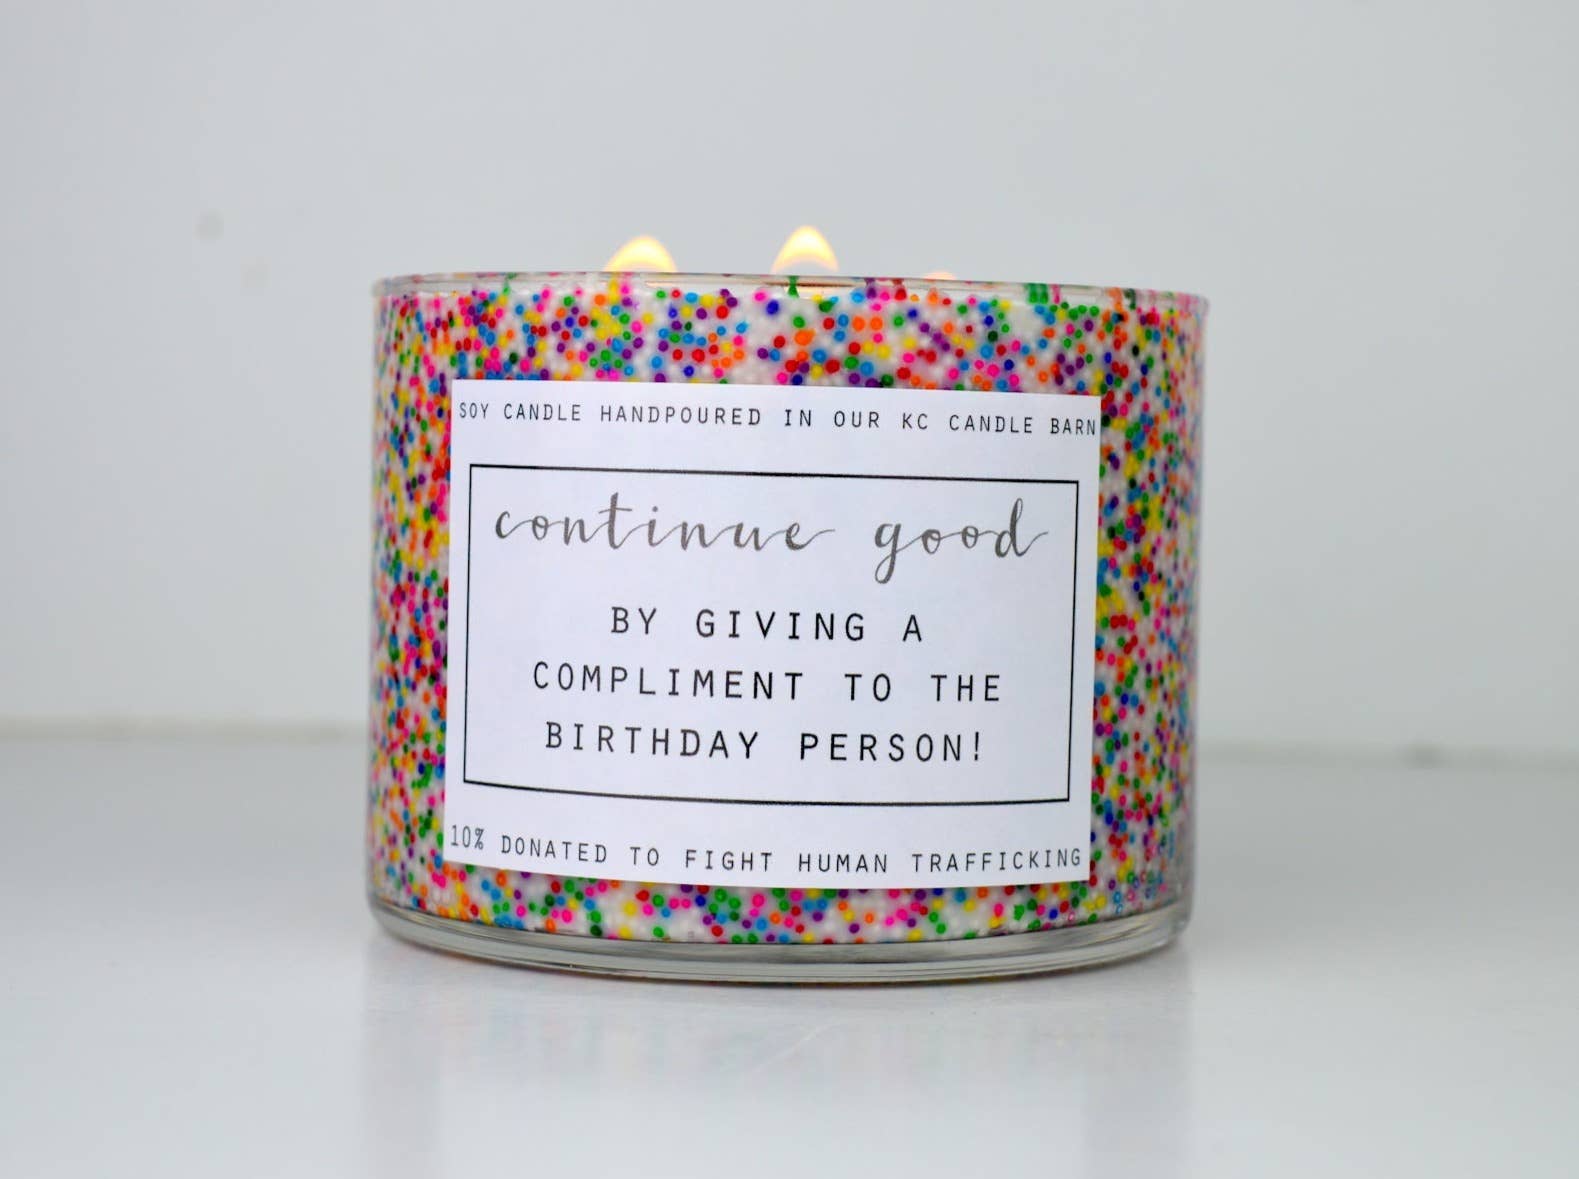 SOY CANDLE HANDPOURED IN OUR KC CANDLE BARN
continue good
BY GIVING A
COMPLIMENT TO THE
BIRTHDAY PERSON!
10% DONATED TO FIGHT HUMAN TRAFFICKING